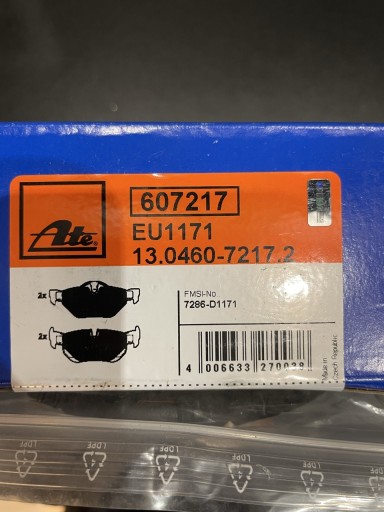 Ate
607217
EU1171
13.0460-7217.2
2x
2x
FMSI-No.
7286-D1171
4 006633 270038
Made in
Czech Republic
LDPE
LDPE
LDPE
LDPE
LDPE